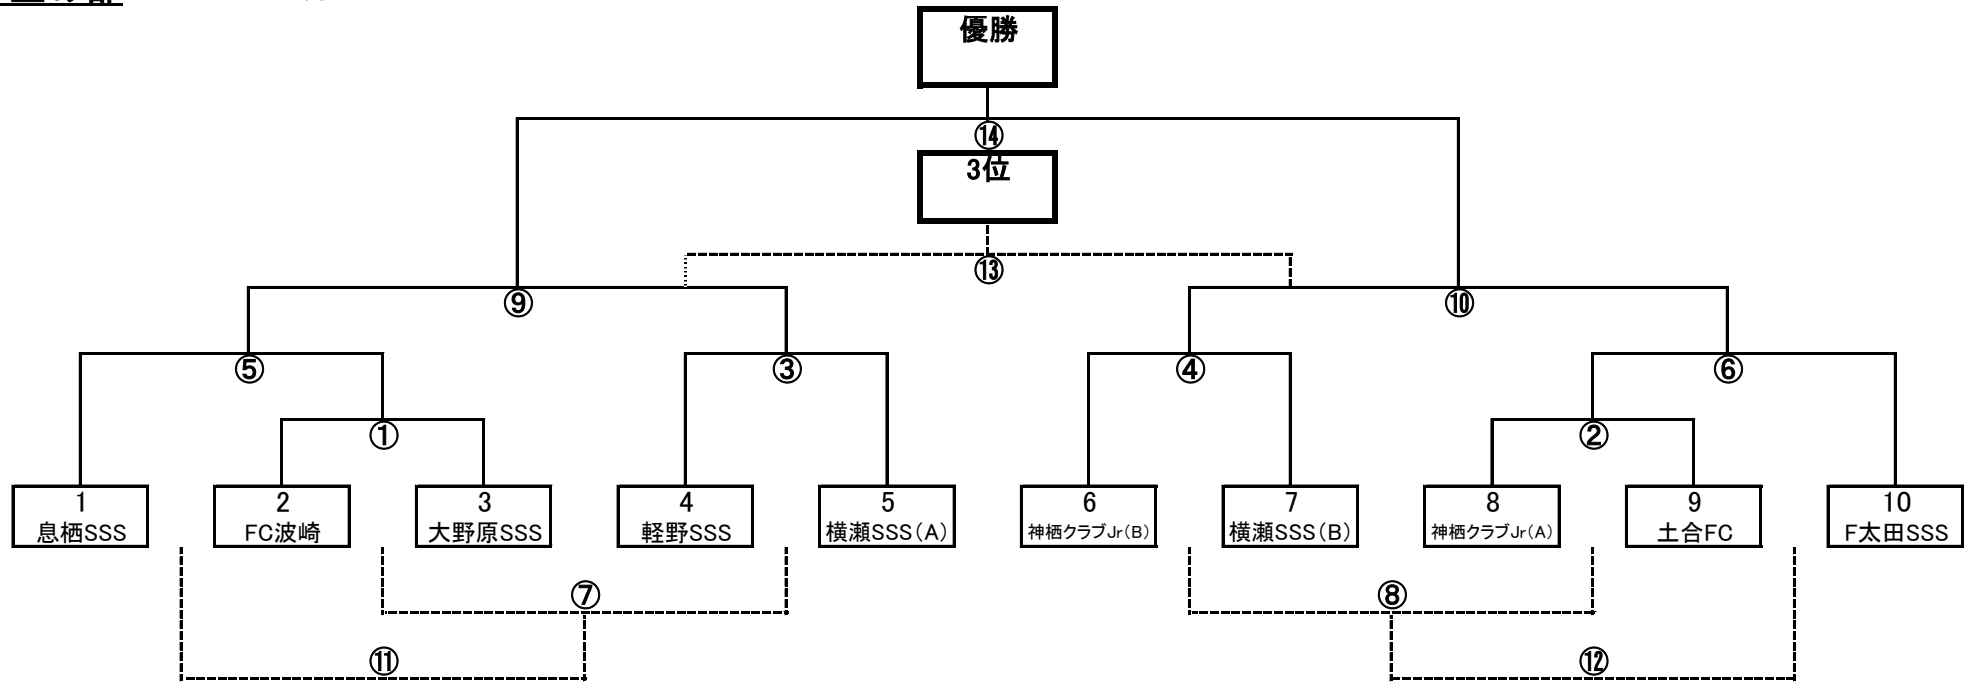 優勝
⑭
3位
⑬
⑨ ⑩
⑤ ③ ④ ⑥
① ②
1 2 3 4 5 6 7 8 9 10
息栖SSS FC波崎 大野原SSS 軽野SSS 横瀬SSS(A) 神栖クラブJr(B) 横瀬SSS(B) 神栖クラブJr(A) 土合FC F太田SSS
⑦ ⑧
⑪ ⑫